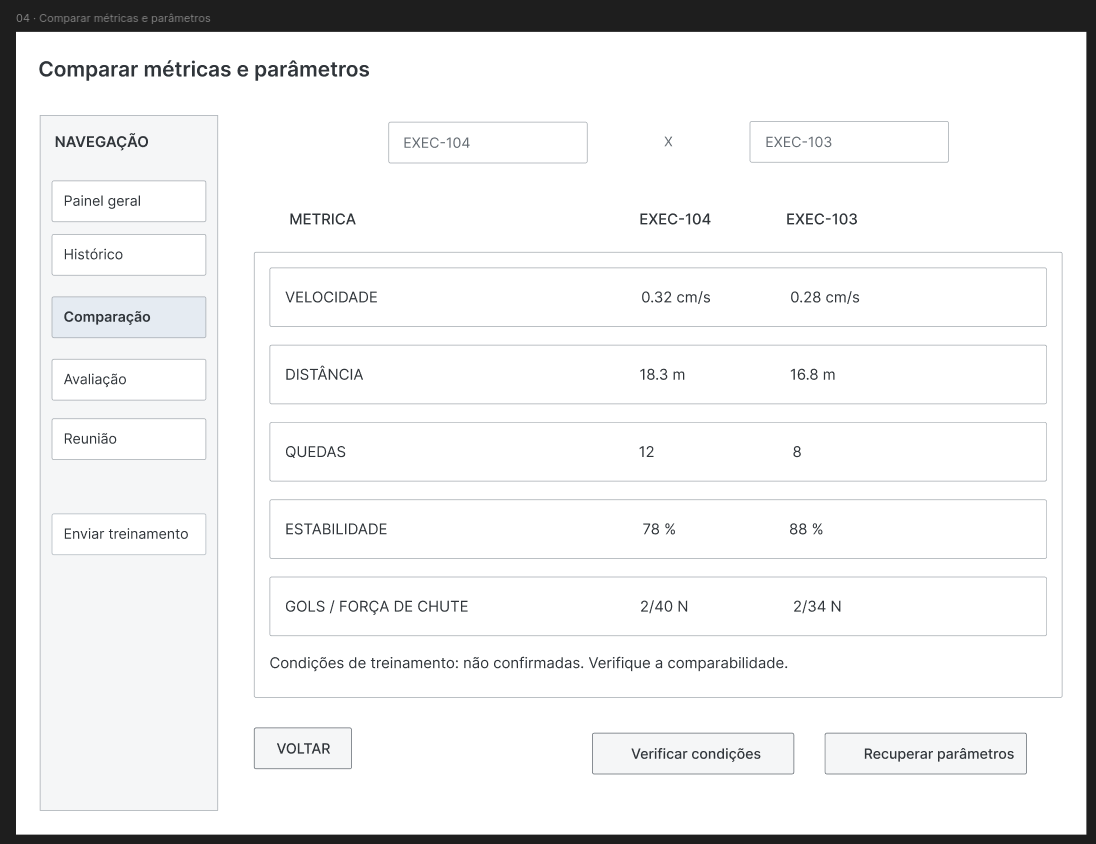 04 · Comparar métricas e parâmetros
Comparar métricas e parâmetros
NAVEGAÇÃO
Painel geral
Histórico
Comparação
Avaliação
Reunião
Enviar treinamento
EXEC-104 X EXEC-103
METRICA EXEC-104 EXEC-103
VELOCIDADE 0.32 cm/s 0.28 cm/s
DISTÂNCIA 18.3 m 16.8 m
QUEDAS 12 8
ESTABILIDADE 78 % 88 %
GOLS / FORÇA DE CHUTE 2/40 N 2/34 N
Condições de treinamento: não confirmadas. Verifique a comparabilidade.
VOLTAR Verificar condições Recuperar parâmetros